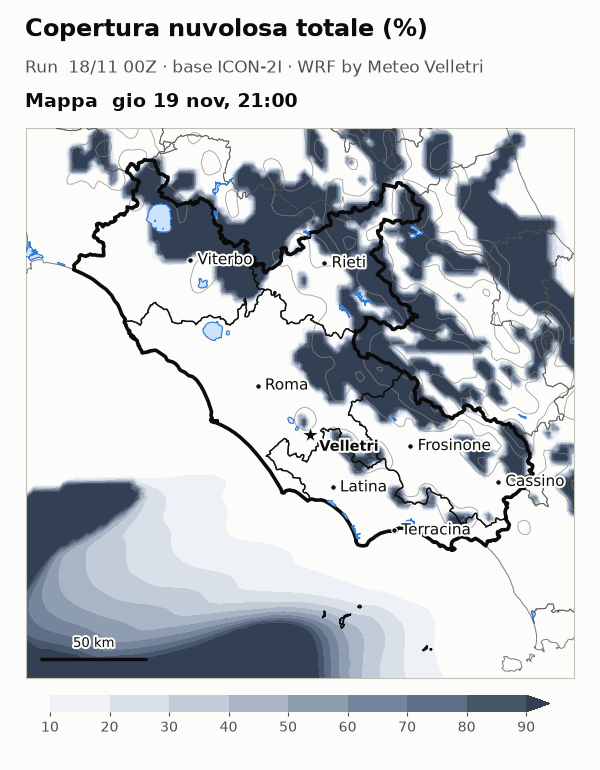 Copertura nuvolosa totale (%)
Run  18/11 00Z · base ICON-2I · WRF by Meteo Velletri
Mappa  gio 19 nov, 21:00
Viterbo
Rieti
Roma
Velletri
Frosinone
Cassino
Latina
Terracina
50 km
10 20 30 40 50 60 70 80 90